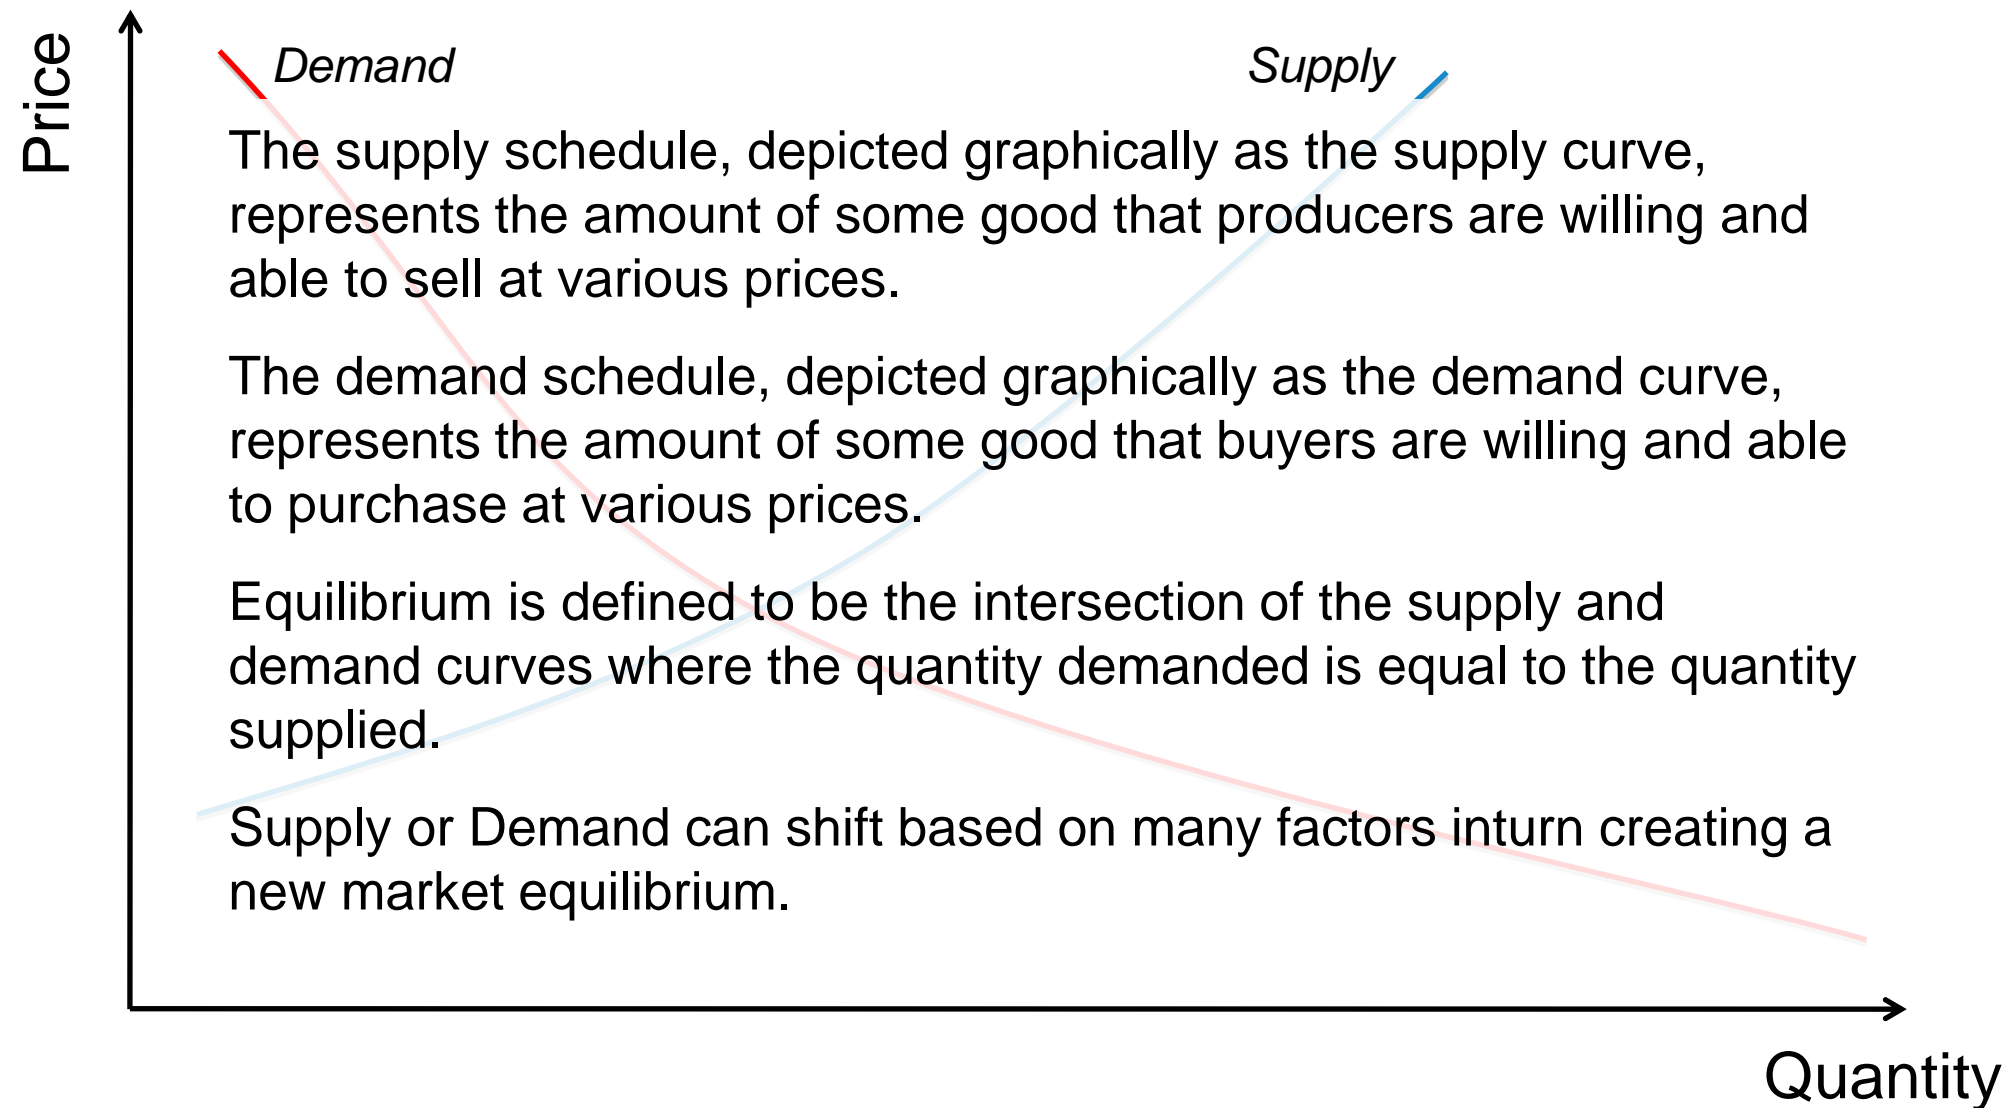 Price
Demand
Supply
The supply schedule, depicted graphically as the supply curve,
represents the amount of some good that producers are willing and
able to sell at various prices.
The demand schedule, depicted graphically as the demand curve,
represents the amount of some good that buyers are willing and able
to purchase at various prices.
Equilibrium is defined to be the intersection of the supply and
demand curves where the quantity demanded is equal to the quantity
supplied.
Supply or Demand can shift based on many factors inturn creating a
new market equilibrium.
Quantity